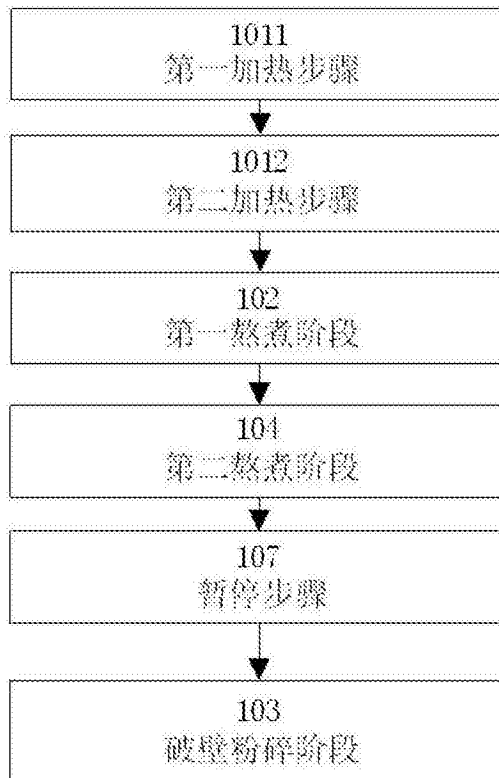 1011
第一加热步骤
1012
第二加热步骤
102
第一熬煮阶段
104
第二熬煮阶段
107
暂停步骤
103
破壁粉碎阶段